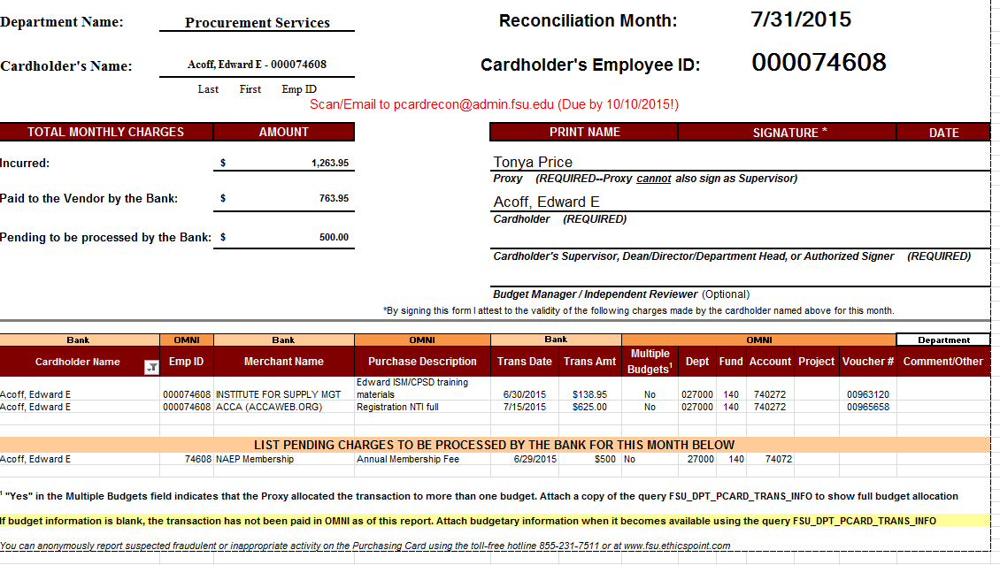 Department Name: Procurement Services Reconciliation Month: 7/31/2015
Cardholder's Name: Acoff, Edward E - 000074608 Cardholder's Employee ID: 000074608
Last First Emp ID
Scan/Email to pcardrecon@admin.fsu.edu (Due by 10/10/2015!)
TOTAL MONTHLY CHARGES AMOUNT PRINT NAME SIGNATURE * DATE
Incurred: $ 1,263.95 Tonya Price
Proxy (REQUIRED--Proxy cannot also sign as Supervisor)
Paid to the Vendor by the Bank: $ 763.95 Acoff, Edward E
Cardholder (REQUIRED)
Pending to be processed by the Bank: $ 500.00
Cardholder's Supervisor, Dean/Director/Department Head, or Authorized Signer (REQUIRED)
Budget Manager / Independent Reviewer (Optional)
*By signing this form I attest to the validity of the following charges made by the cardholder named above for this month.
Bank OMNI Bank OMNI Bank OMNI Department
Cardholder Name Emp ID Merchant Name Purchase Description Trans Date Trans Amt Multiple Budgets1 Dept Fund Account Project Voucher # Comment/Other
Acoff, Edward E 000074608 INSTITUTE FOR SUPPLY MGT Edward ISM/CPSD training materials 6/30/2015 $138.95 No 027000 140 740272 00963120
Acoff, Edward E 000074608 ACCA (ACCAWEB.ORG) Registration NTI full 7/15/2015 $625.00 No 027000 140 740272 00965658
LIST PENDING CHARGES TO BE PROCESSED BY THE BANK FOR THIS MONTH BELOW
Acoff, Edward E 74608 NAEP Membership Annual Membership Fee 6/29/2015 $500 No 27000 140 74072
1 "Yes" in the Multiple Budgets field indicates that the Proxy allocated the transaction to more than one budget. Attach a copy of the query FSU_DPT_PCARD_TRANS_INFO to show full budget allocation
If budget information is blank, the transaction has not been paid in OMNI as of this report. Attach budgetary information when it becomes available using the query FSU_DPT_PCARD_TRANS_INFO
You can anonymously report suspected fraudulent or inappropriate activity on the Purchasing Card using the toll-free hotline 855-231-7511 or at www.fsu.ethicspoint.com